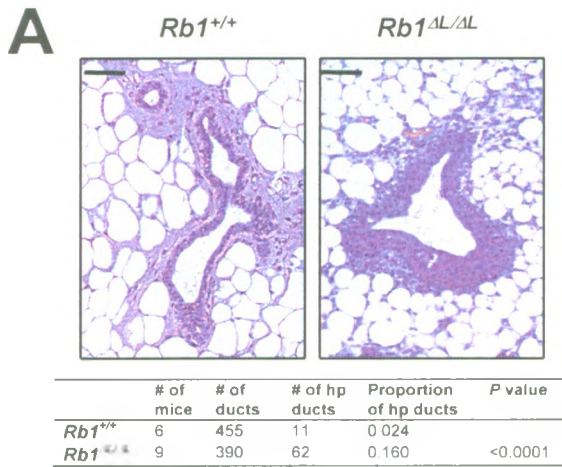 A
Rb1+/+ Rb1ΔL/ΔL
# of mice # of ducts # of hp ducts Proportion of hp ducts P value
Rb1+/+ 6 455 11 0 024
Rb1 9 390 62 0.160 <0.0001